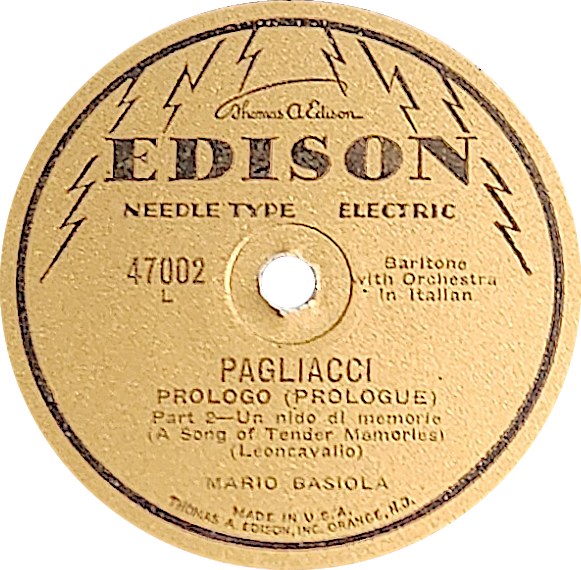 Thomas A. Edison
EDISON
NEEDLE TYPE ELECTRIC
47002
L
Baritone
with Orchestra
In Italian
PAGLIACCI
PROLOGO (PROLOGUE)
Part 2—Un nido di memorie
(A Song of Tender Memories)
(Leoncavallo)
MARIO BASIOLA
MADE IN U.S.A.
THOMAS A. EDISON, INC. ORANGE, N.J.